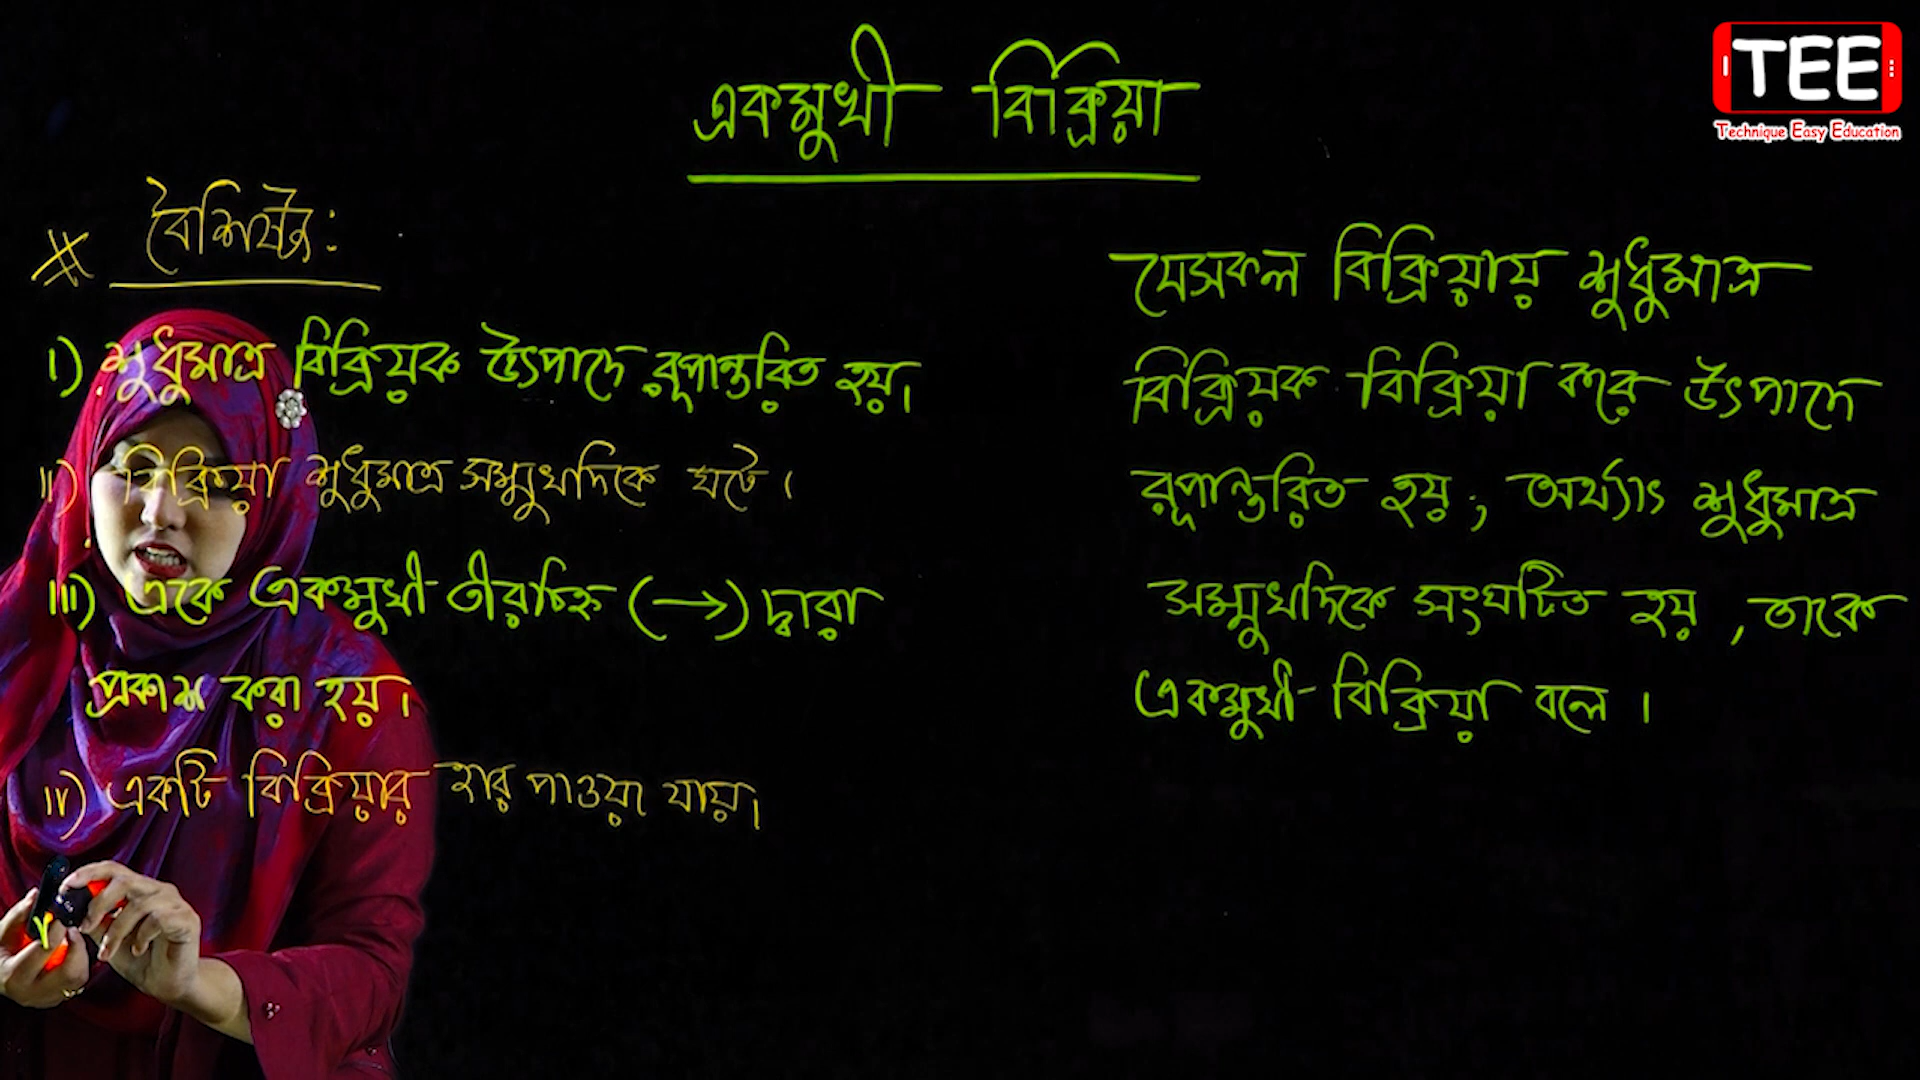 একমুখী বিক্রিয়া
TEE
Technique Easy Education
# বৈশিষ্ট্য:
i) শুধুমাত্র বিক্রিয়ক উৎপাদে রূপান্তরিত হয়।
ii) বিক্রিয়া শুধুমাত্র সম্মুখদিকে ঘটে।
iii) একে একমুখী তীরচিহ্ন (→) দ্বারা
প্রকাশ করা হয়।
iv) একটি বিক্রিয়ার হার পাওয়া যায়।
v
যেসকল বিক্রিয়ায় শুধুমাত্র
বিক্রিয়ক বিক্রিয়া করে উৎপাদে
রূপান্তরিত হয়; অর্থ্যাৎ শুধুমাত্র
সম্মুখদিকে সংঘটিত হয়, তাকে
একমুখী বিক্রিয়া বলে।